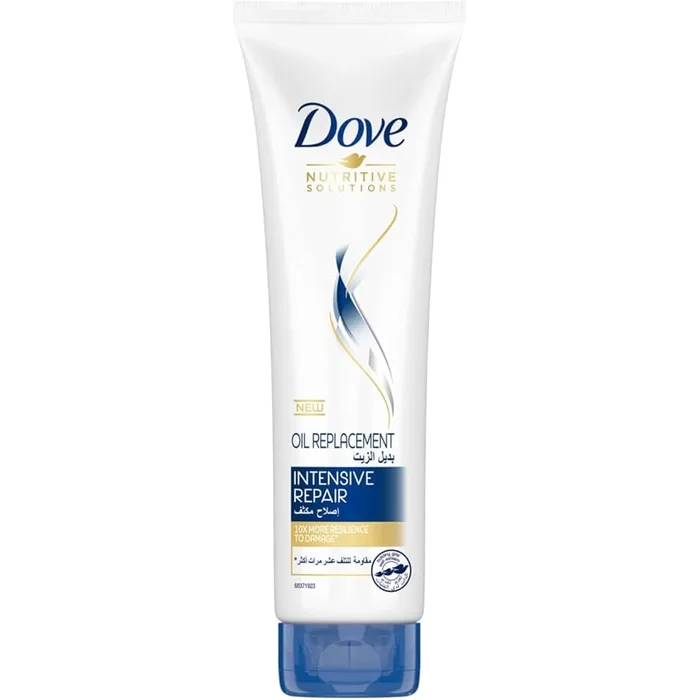 Dove
NUTRITIVE
SOLUTIONS
NEW
OIL REPLACEMENT
بديل الزيت
INTENSIVE
REPAIR
إصلاح مكثف
10X MORE RESILIENCE
TO DAMAGE*
مقاومة للتلف عشر مرات أكثر*
68371923